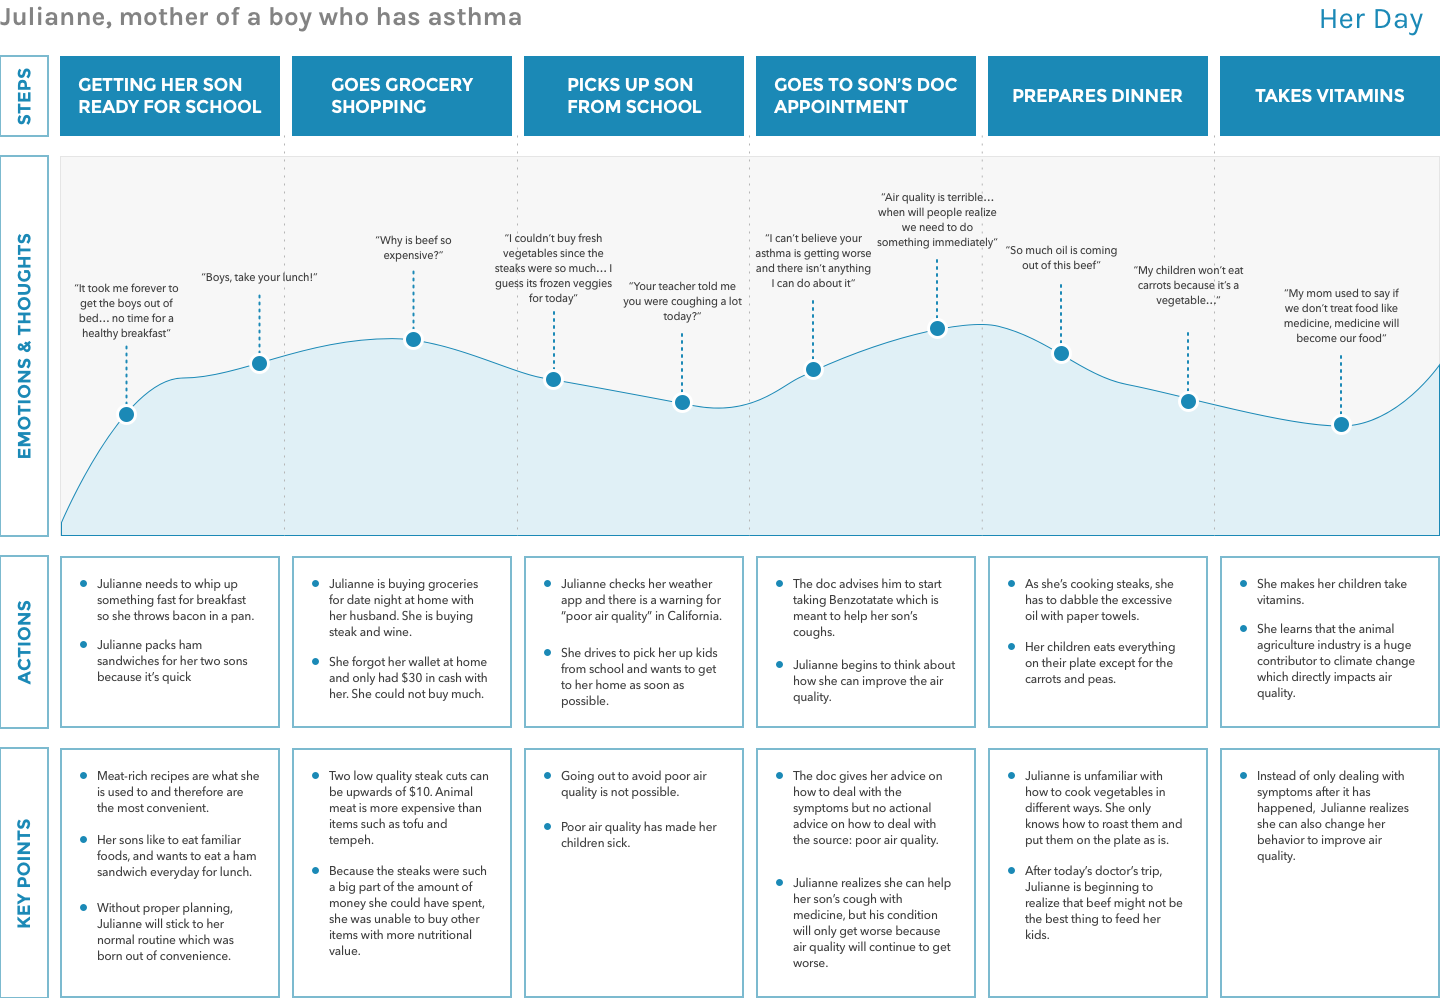 Julianne, mother of a boy who has asthma
Her Day
STEPS
GETTING HER SON
READY FOR SCHOOL
GOES GROCERY
SHOPPING
PICKS UP SON
FROM SCHOOL
GOES TO SON'S DOC
APPOINTMENT
PREPARES DINNER
TAKES VITAMINS
EMOTIONS & THOUGHTS
"It took me forever to
get the boys out of
bed... no time for a
healthy breakfast"
"Boys, take your lunch!"
"Why is beef so
expensive?"
"I couldn't buy fresh
vegetables since the
steaks were so much... I
guess its frozen veggies
for today"
"Your teacher told me
you were coughing a lot
today?"
"I can't believe your
asthma is getting worse
and there isn't anything
I can do about it"
"Air quality is terrible...
when will people realize
we need to do
something immediately"
"So much oil is coming
out of this beef"
"My children won't eat
carrots because it's a
vegetable..."
"My mom used to say if
we don't treat food like
medicine, medicine will
become our food"
ACTIONS
Julianne needs to whip up
something fast for breakfast
so she throws bacon in a pan.
Julianne packs ham
sandwiches for her two sons
because it's quick
Julianne is buying groceries
for date night at home with
her husband. She is buying
steak and wine.
She forgot her wallet at home
and only had $30 in cash with
her. She could not buy much.
Julianne checks her weather
app and there is a warning for
"poor air quality" in California.
She drives to pick her up kids
from school and wants to get
to her home as soon as
possible.
The doc advises him to start
taking Benzotatate which is
meant to help her son's
coughs.
Julianne begins to think about
how she can improve the air
quality.
As she's cooking steaks, she
has to dabble the excessive
oil with paper towels.
Her children eats everything
on their plate except for the
carrots and peas.
She makes her children take
vitamins.
She learns that the animal
agriculture industry is a huge
contributor to climate change
which directly impacts air
quality.
KEY POINTS
Meat-rich recipes are what she
is used to and therefore are
the most convenient.
Her sons like to eat familiar
foods, and wants to eat a ham
sandwich everyday for lunch.
Without proper planning,
Julianne will stick to her
normal routine which was
born out of convenience.
Two low quality steak cuts can
be upwards of $10. Animal
meat is more expensive than
items such as tofu and
tempeh.
Because the steaks were such
a big part of the amount of
money she could have spent,
she was unable to buy other
items with more nutritional
value.
Going out to avoid poor air
quality is not possible.
Poor air quality has made her
children sick.
The doc gives her advice on
how to deal with the
symptoms but no actional
advice on how to deal with
the source: poor air quality.
Julianne realizes she can help
her son's cough with
medicine, but his condition
will only get worse because
air quality will continue to get
worse.
Julianne is unfamiliar with
how to cook vegetables in
different ways. She only
knows how to roast them and
put them on the plate as is.
After today's doctor's trip,
Julianne is beginning to
realize that beef might not be
the best thing to feed her
kids.
Instead of only dealing with
symptoms after it has
happened,  Julianne realizes
she can also change her
behavior to improve air
quality.